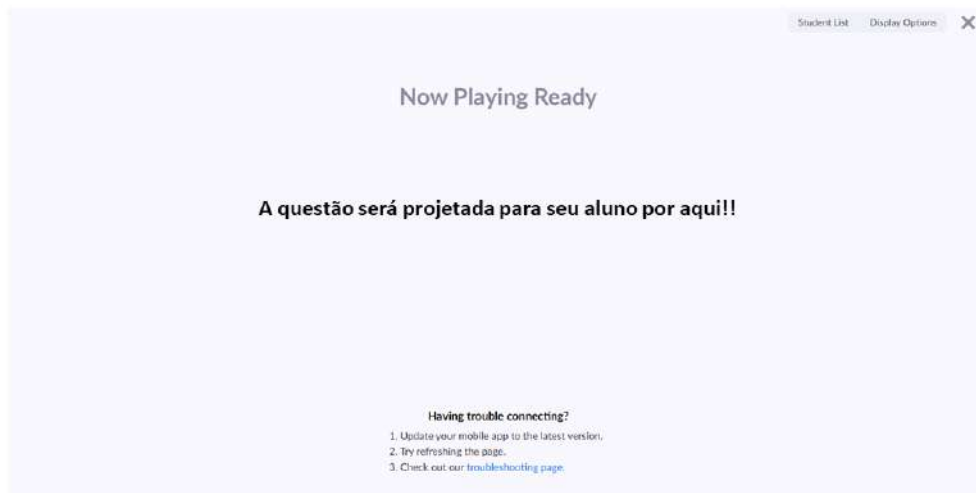 Student List Display Options
Now Playing Ready
A questão será projetada para seu aluno por aqui!!
Having trouble connecting?
1. Update your mobile app to the latest version.
2. Try refreshing the page.
3. Check out our troubleshooting page.